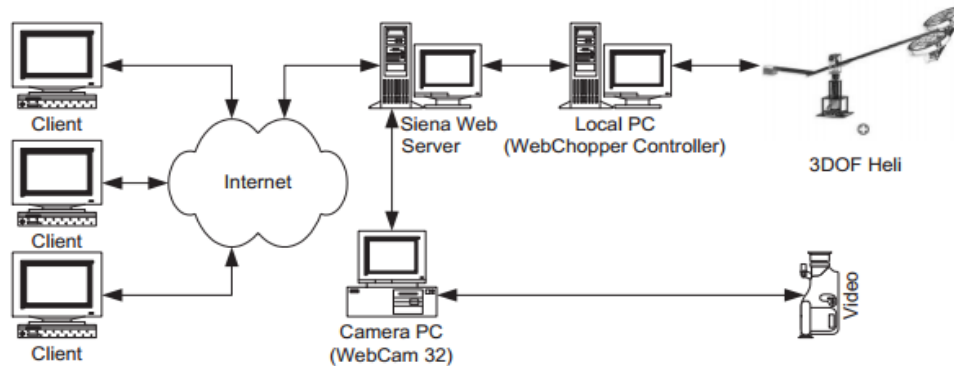 Client
Client
Client
Internet
Siena Web
Server
Local PC
(WebChopper Controller)
3DOF Heli
Camera PC
(WebCam 32)
Video